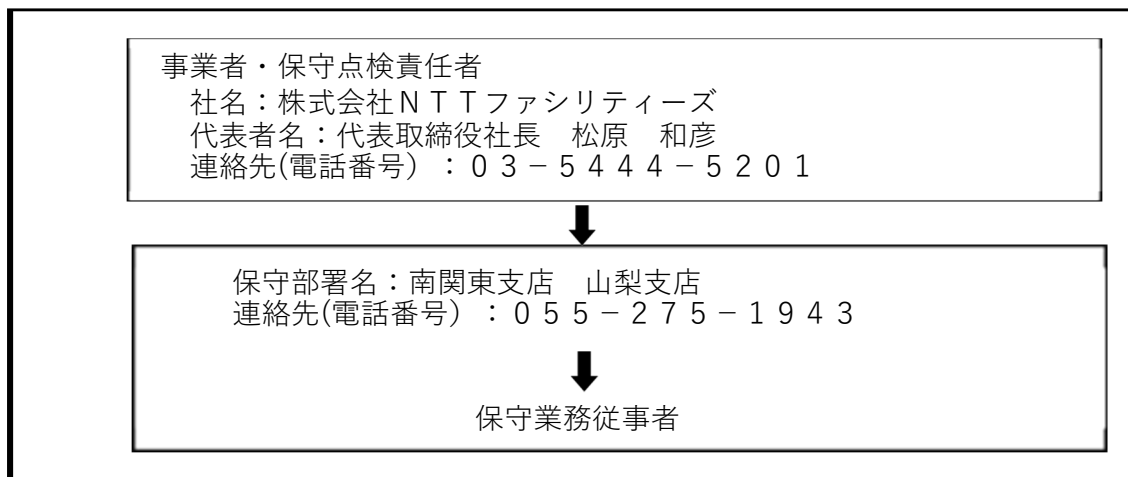 事業者・保守点検責任者
社名：株式会社ＮＴＴファシリティーズ
代表者名：代表取締役社長　松原　和彦
連絡先(電話番号)　：０３－５４４４－５２０１
保守部署名：南関東支店　山梨支店
連絡先(電話番号)　：０５５－２７５－１９４３
保守業務従事者